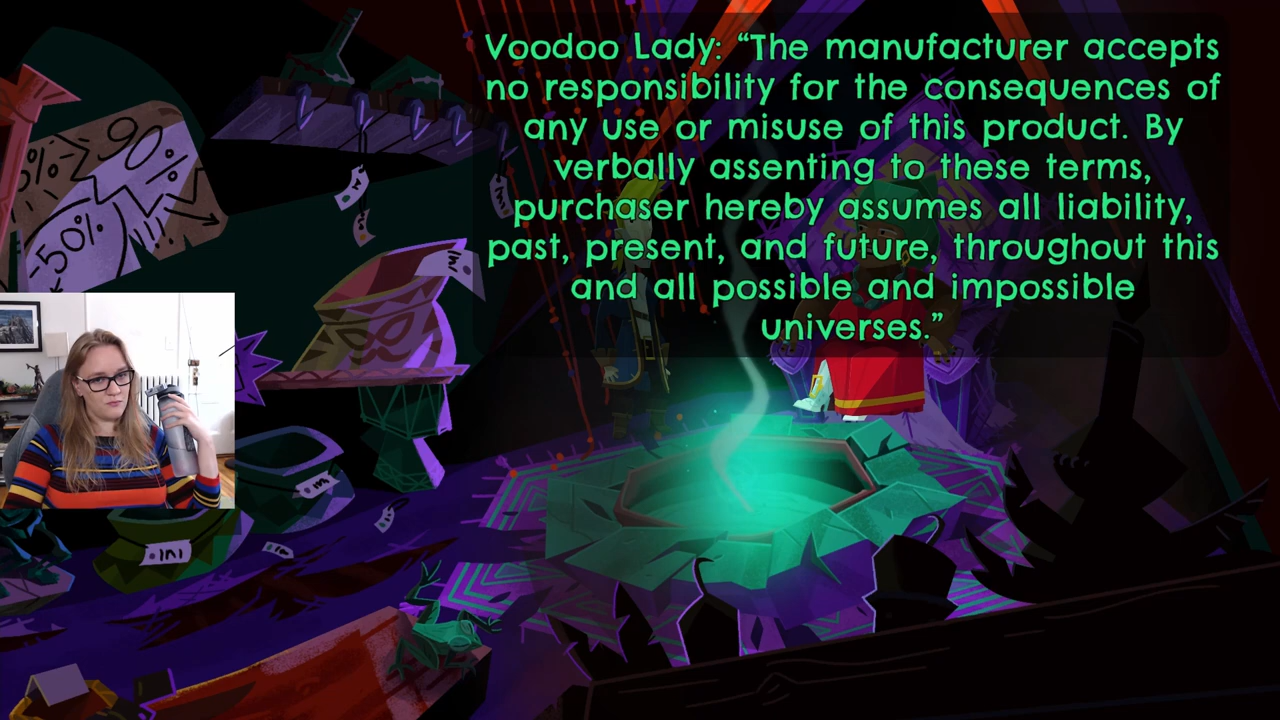 Voodoo Lady: “The manufacturer accepts
no responsibility for the consequences of
any use or misuse of this product. By
verbally assenting to these terms,
purchaser hereby assumes all liability,
past, present, and future, throughout this
and all possible and impossible
universes.”
90%
-50%
!!!